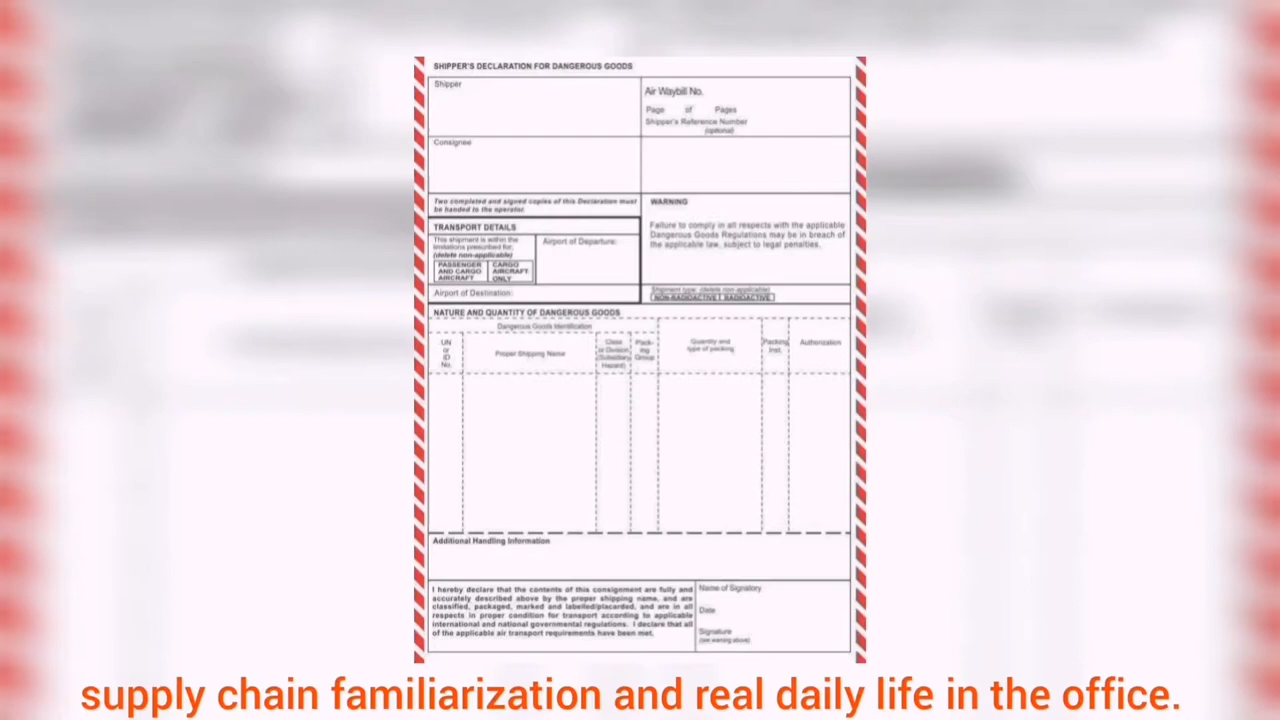 SHIPPER'S DECLARATION FOR DANGEROUS GOODS
Shipper
Air Waybill No.
Page of Pages
Shipper's Reference Number
(optional)
Consignee
Two completed and signed copies of this Declaration must
be handed to the operator.
WARNING
Failure to comply in all respects with the applicable
Dangerous Goods Regulations may be in breach of
the applicable law, subject to legal penalties.
TRANSPORT DETAILS
This shipment is within the
limitations prescribed for:
(delete non-applicable)
Airport of Departure:
PASSENGER
AND CARGO
AIRCRAFT
CARGO
AIRCRAFT
ONLY
Airport of Destination:
Shipment type: (delete non-applicable)
NON-RADIOACTIVE RADIOACTIVE
NATURE AND QUANTITY OF DANGEROUS GOODS
Dangerous Goods Identification
UN
or
ID
No.
Proper Shipping Name
Class
or Division
(Subsidiary
Hazard)
Pack-
ing
Group
Quantity and
type of packing
Packing
Inst.
Authorization
Additional Handling Information
I hereby declare that the contents of this consignment are fully and
accurately described above by the proper shipping name, and are
classified, packaged, marked and labelled/placarded, and are in all
respects in proper condition for transport according to applicable
international and national governmental regulations. I declare that all
of the applicable air transport requirements have been met.
Name of Signatory
Date
Signature
(see warning above)
supply chain familiarization and real daily life in the office.